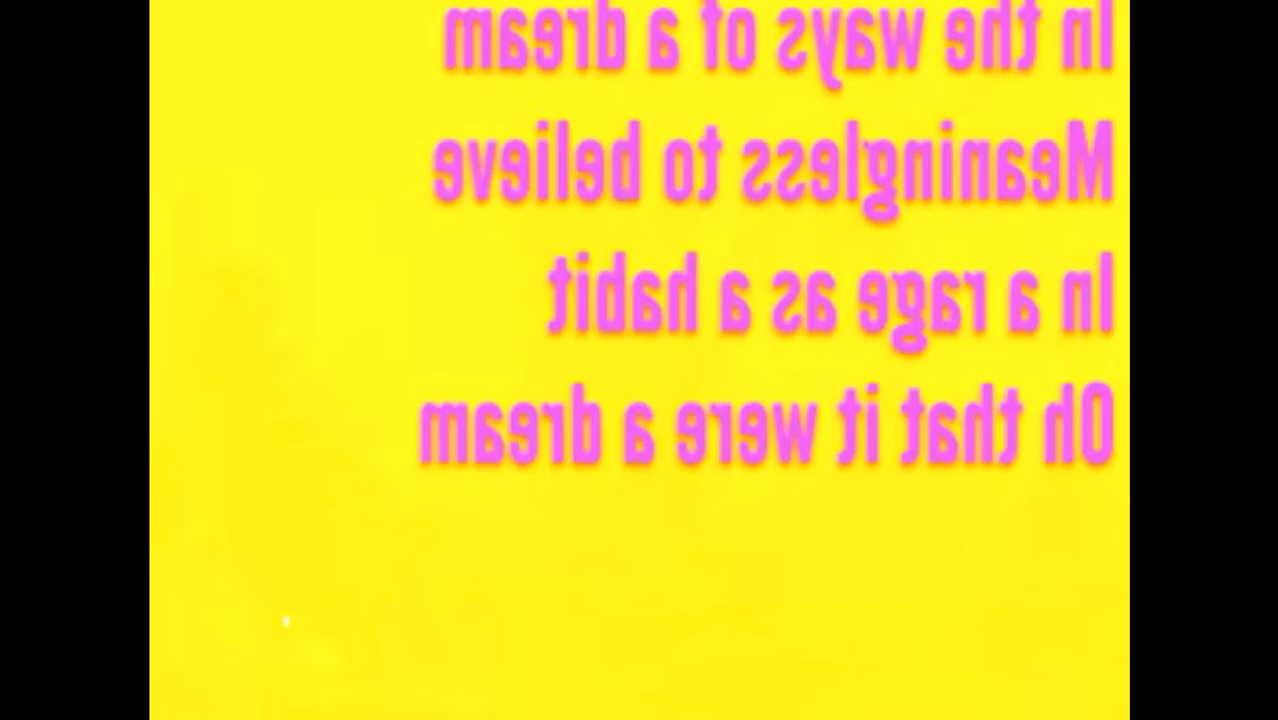 In the ways of a dream
Meaningless to believe
In a rage as a habit
Oh that it were a dream